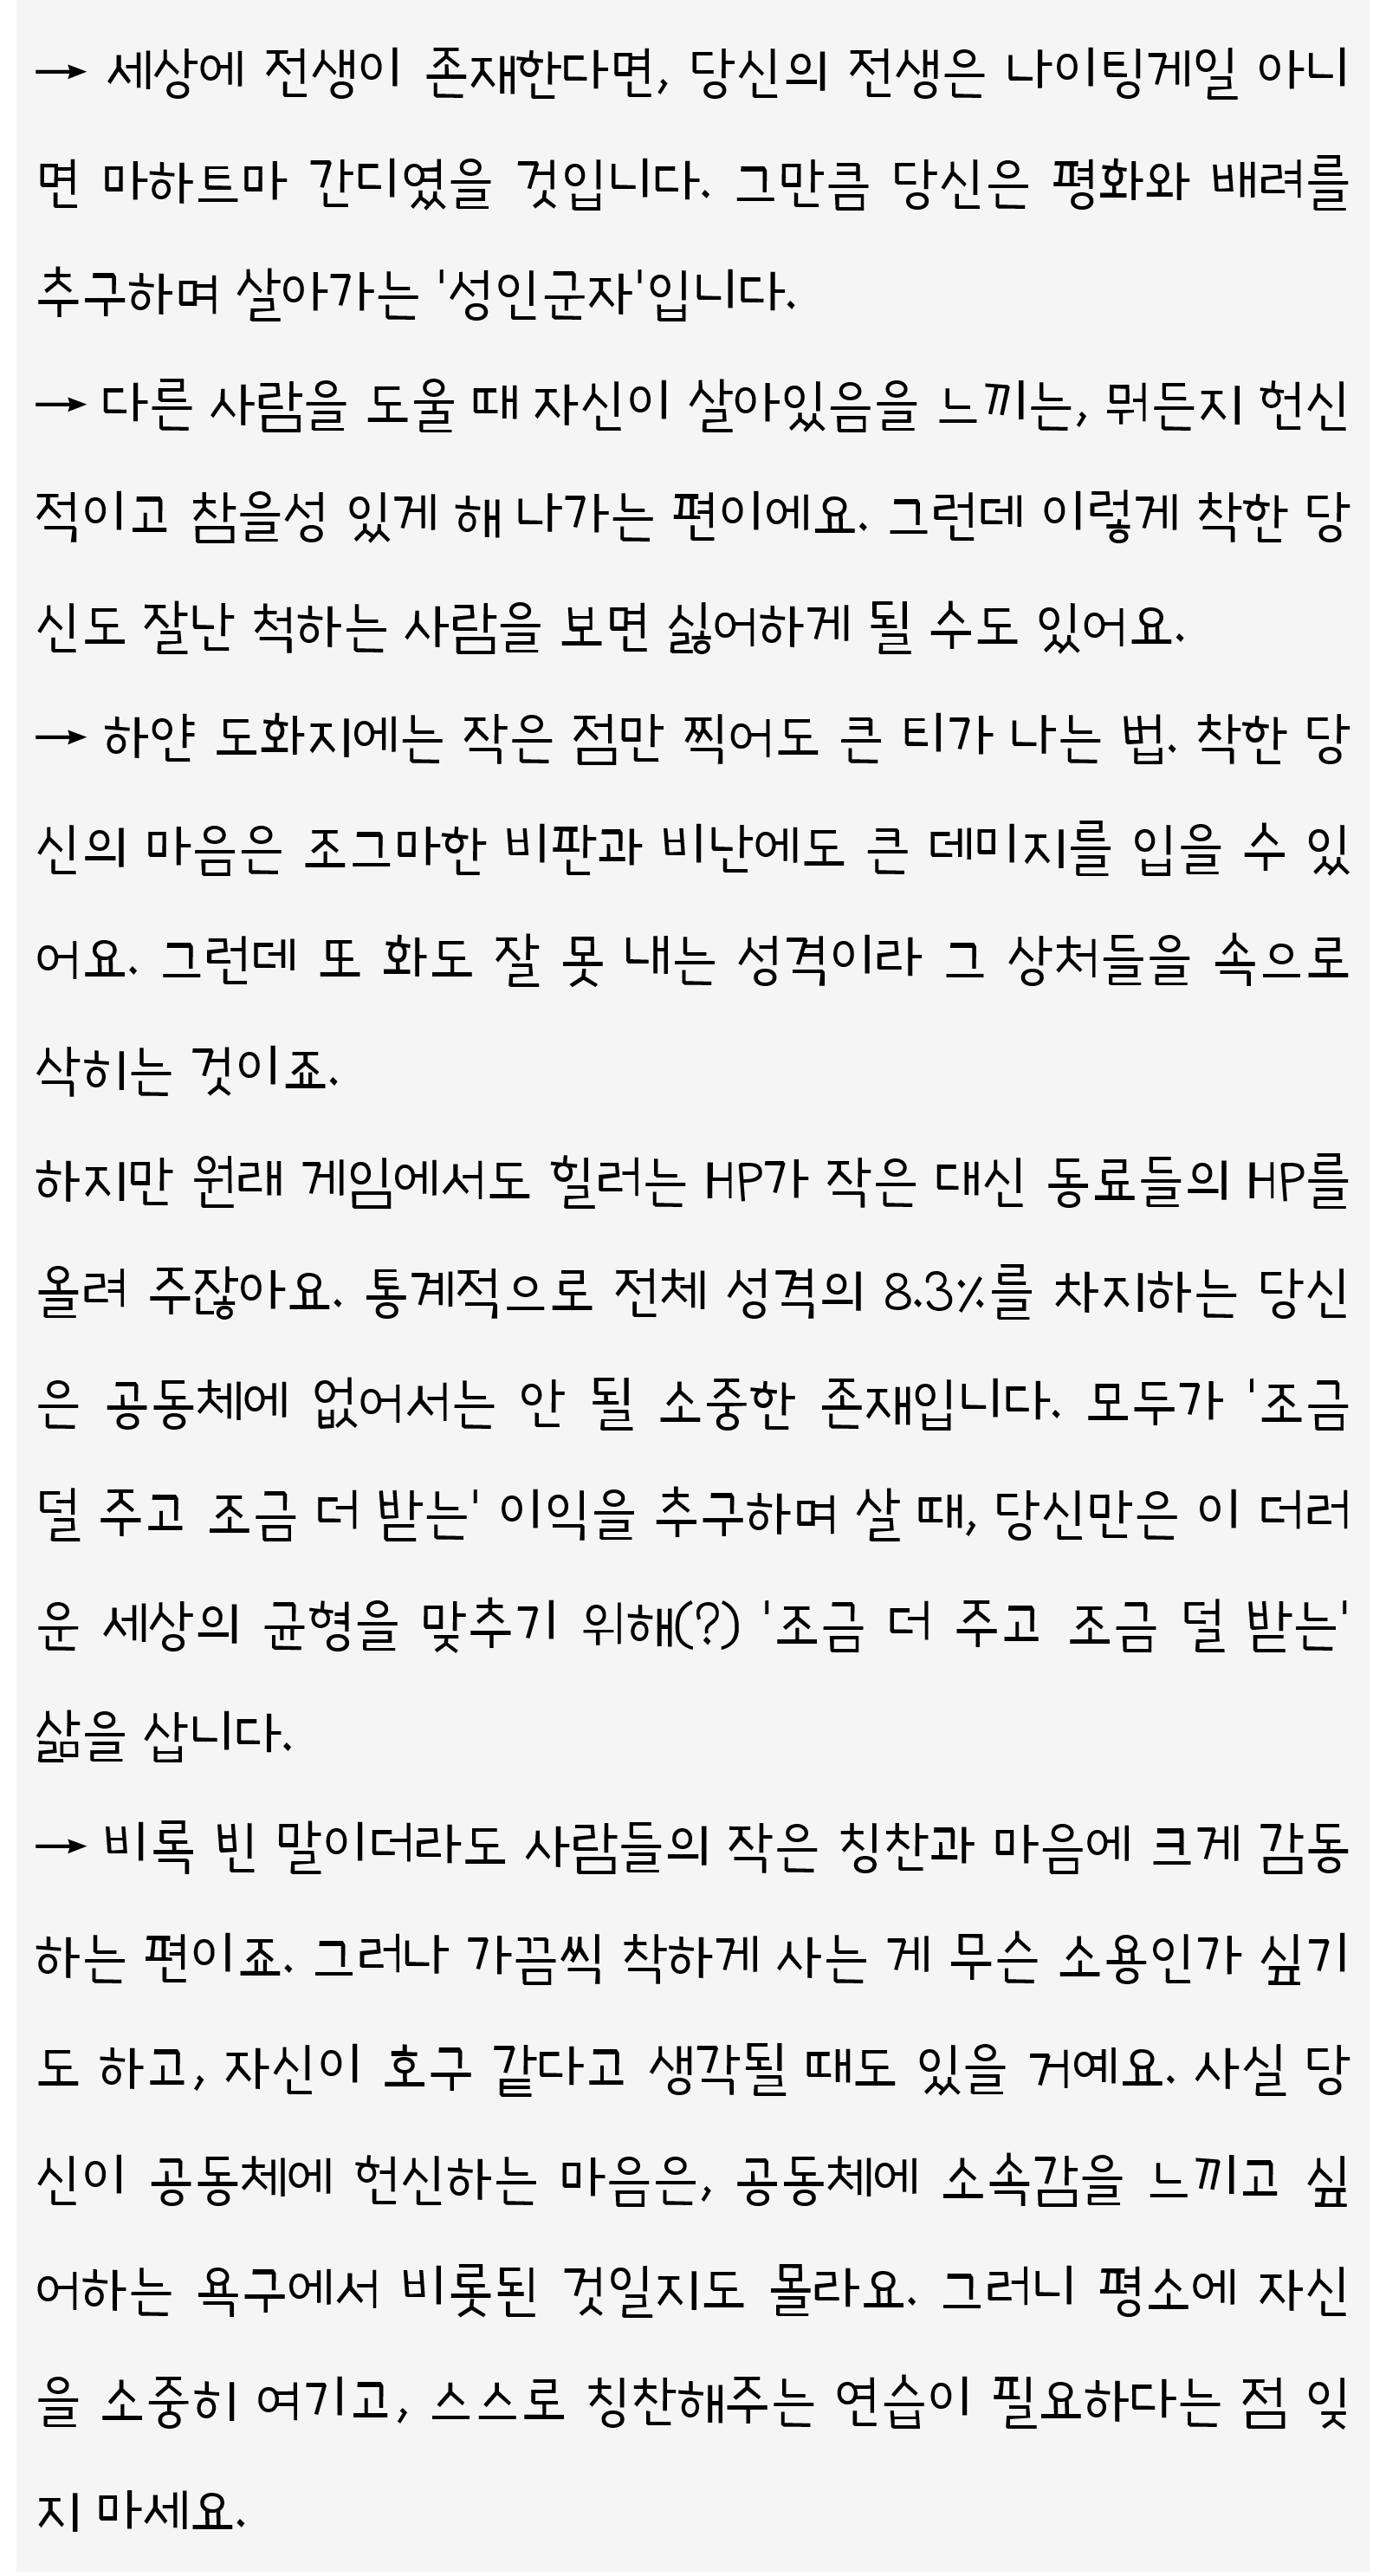 → 세상에 전생이 존재한다면, 당신의 전생은 나이팅게일 아니
면 마하트마 간디였을 것입니다. 그만큼 당신은 평화와 배려를
추구하며 살아가는 '성인군자'입니다.
→ 다른 사람을 도울 때 자신이 살아있음을 느끼는, 뭐든지 헌신
적이고 참을성 있게 해 나가는 편이에요. 그런데 이렇게 착한 당
신도 잘난 척하는 사람을 보면 싫어하게 될 수도 있어요.
→ 하얀 도화지에는 작은 점만 찍어도 큰 티가 나는 법. 착한 당
신의 마음은 조그마한 비판과 비난에도 큰 데미지를 입을 수 있
어요. 그런데 또 화도 잘 못 내는 성격이라 그 상처들을 속으로
삭히는 것이죠.
하지만 원래 게임에서도 힐러는 HP가 작은 대신 동료들의 HP를
올려 주잖아요. 통계적으로 전체 성격의 8.3%를 차지하는 당신
은 공동체에 없어서는 안 될 소중한 존재입니다. 모두가 '조금
덜 주고 조금 더 받는' 이익을 추구하며 살 때, 당신만은 이 더러
운 세상의 균형을 맞추기 위해(?) '조금 더 주고 조금 덜 받는'
삶을 삽니다.
→ 비록 빈 말이더라도 사람들의 작은 칭찬과 마음에 크게 감동
하는 편이죠. 그러나 가끔씩 착하게 사는 게 무슨 소용인가 싶기
도 하고, 자신이 호구 같다고 생각될 때도 있을 거예요. 사실 당
신이 공동체에 헌신하는 마음은, 공동체에 소속감을 느끼고 싶
어하는 욕구에서 비롯된 것일지도 몰라요. 그러니 평소에 자신
을 소중히 여기고, 스스로 칭찬해주는 연습이 필요하다는 점 잊
지 마세요.